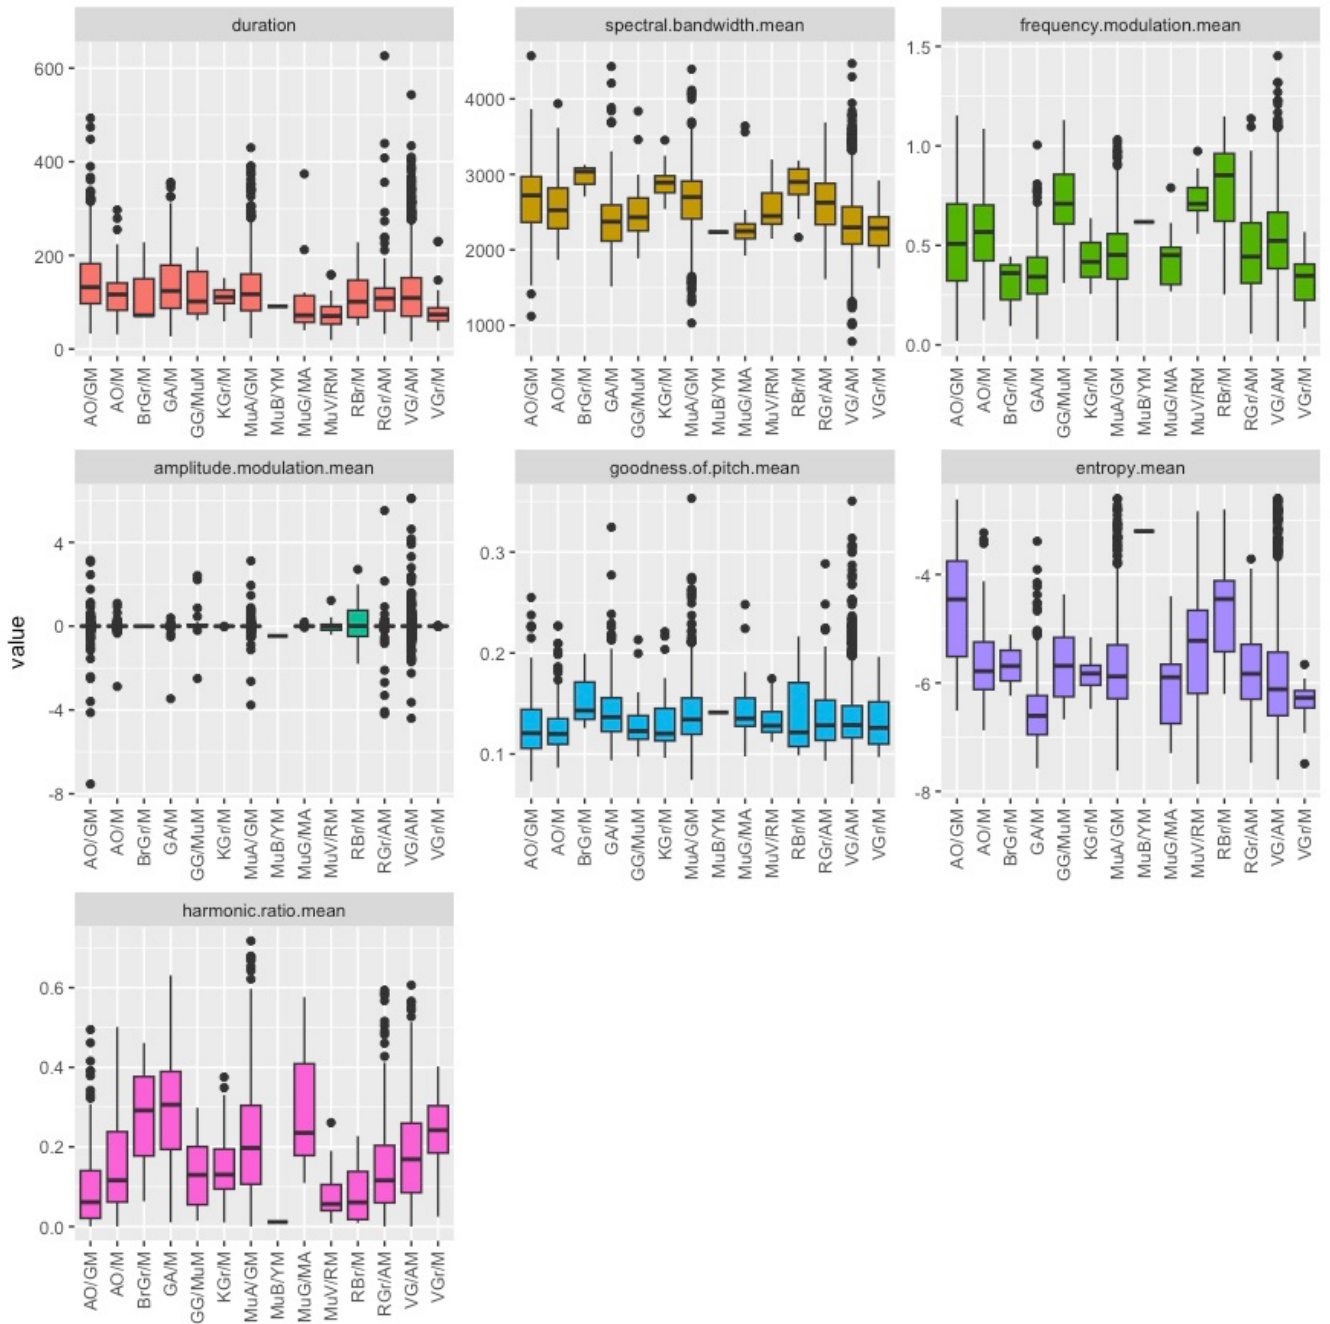 duration
spectral.bandwidth.mean
frequency.modulation.mean
600
400
200
0
4000
3000
2000
1000
1.5
1.0
0.5
0.0
AO/GM
AO/M
BrGr/M
GA/M
GG/MuM
KGr/M
MuA/GM
MuB/YM
MuG/MA
MuV/RM
RBr/M
RGr/AM
VG/AM
VGr/M
AO/GM
AO/M
BrGr/M
GA/M
GG/MuM
KGr/M
MuA/GM
MuB/YM
MuG/MA
MuV/RM
RBr/M
RGr/AM
VG/AM
VGr/M
AO/GM
AO/M
BrGr/M
GA/M
GG/MuM
KGr/M
MuA/GM
MuB/YM
MuG/MA
MuV/RM
RBr/M
RGr/AM
VG/AM
VGr/M
value
amplitude.modulation.mean
goodness.of.pitch.mean
entropy.mean
4
0
-4
-8
0.3
0.2
0.1
-4
-6
-8
AO/GM
AO/M
BrGr/M
GA/M
GG/MuM
KGr/M
MuA/GM
MuB/YM
MuG/MA
MuV/RM
RBr/M
RGr/AM
VG/AM
VGr/M
AO/GM
AO/M
BrGr/M
GA/M
GG/MuM
KGr/M
MuA/GM
MuB/YM
MuG/MA
MuV/RM
RBr/M
RGr/AM
VG/AM
VGr/M
AO/GM
AO/M
BrGr/M
GA/M
GG/MuM
KGr/M
MuA/GM
MuB/YM
MuG/MA
MuV/RM
RBr/M
RGr/AM
VG/AM
VGr/M
harmonic.ratio.mean
0.6
0.4
0.2
0.0
AO/GM
AO/M
BrGr/M
GA/M
GG/MuM
KGr/M
MuA/GM
MuB/YM
MuG/MA
MuV/RM
RBr/M
RGr/AM
VG/AM
VGr/M